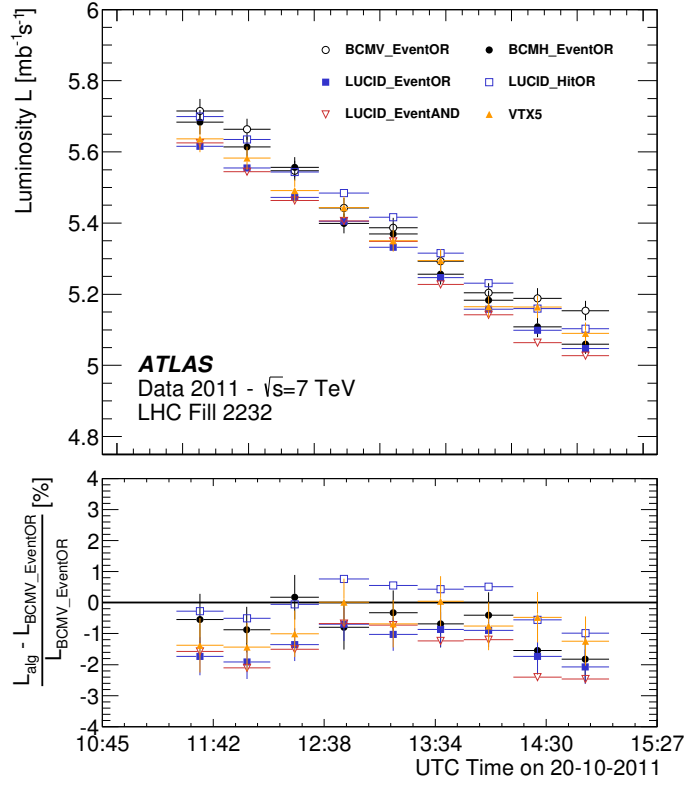 6
5.8
5.6
5.4
5.2
5
4.8
Luminosity L [mb⁻¹s⁻¹]
BCMV_EventOR
BCMH_EventOR
LUCID_EventOR
LUCID_HitOR
LUCID_EventAND
VTX5
ATLAS
Data 2011 - √s=7 TeV
LHC Fill 2232
4
3
2
1
0
-1
-2
-3
-4
L_alg - L_BCMV_EventOR
L_BCMV_EventOR
[%]
10:45 11:42 12:38 13:34 14:30 15:27
UTC Time on 20-10-2011